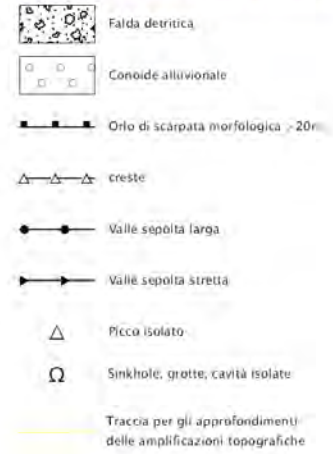 Falda detritica
Conoide alluvionale
Orlo di scarpata morfologica >20m
creste
Valle sepolta larga
Valle sepolta stretta
Picco isolato
Ω Sinkhole, grotte, cavità isolate
Traccia per gli approfondimenti
delle amplificazioni topografiche